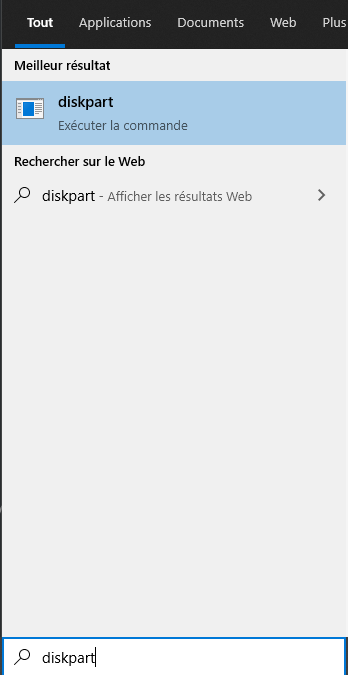 Tout Applications Documents Web Plus
Meilleur résultat
diskpart
Exécuter la commande
Rechercher sur le Web
diskpart - Afficher les résultats Web
diskpart